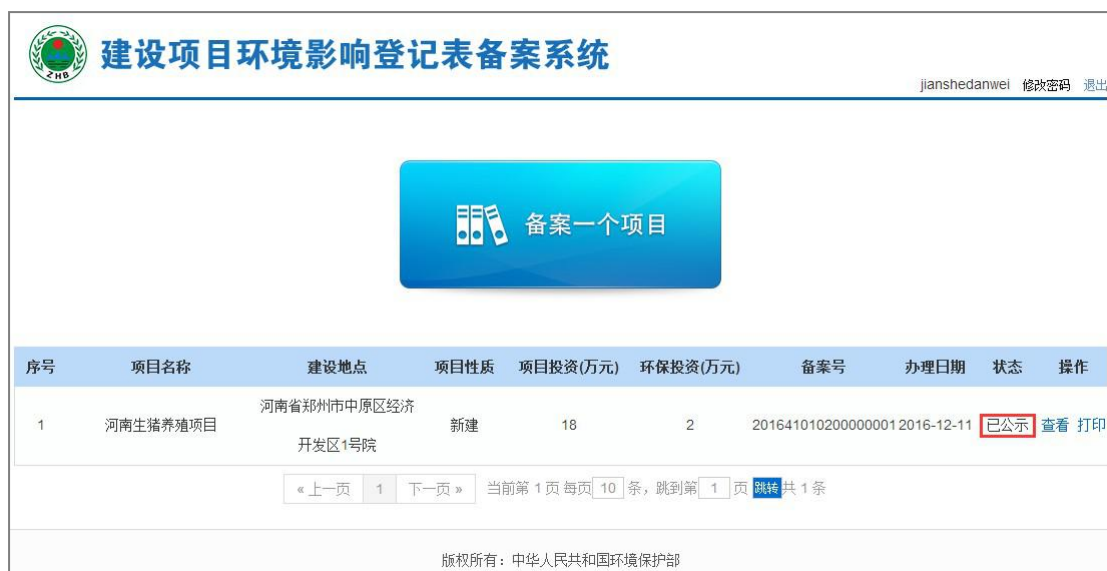 ZHB
建设项目环境影响登记表备案系统
jianshedanwei 修改密码 退出
备案一个项目
序号 项目名称 建设地点 项目性质 项目投资(万元) 环保投资(万元) 备案号 办理日期 状态 操作
1 河南生猪养殖项目 河南省郑州市中原区经济 新建 18 2 201641010200000001 2016-12-11 已公示 查看 打印
开发区1号院
« 上一页 1 下一页 » 当前第 1 页 每页 10 条，跳到第 1 页 跳转 共 1 条
版权所有：中华人民共和国环境保护部